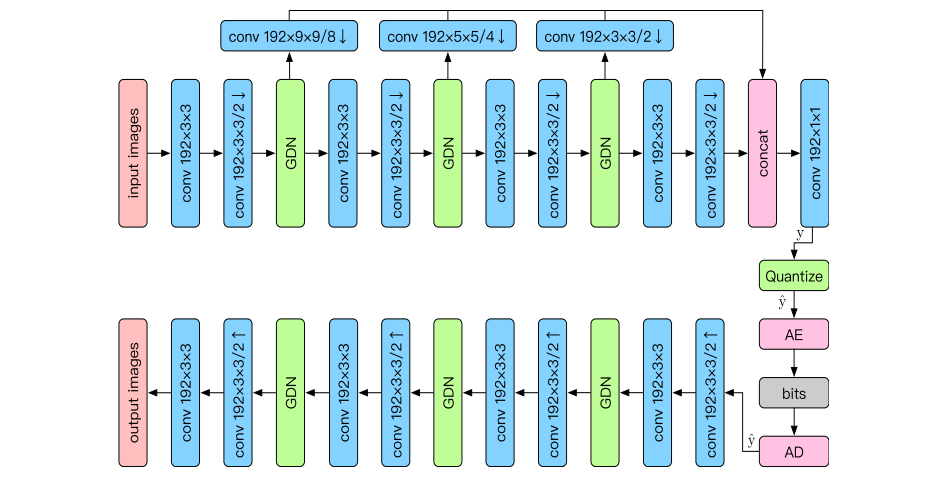 conv 192×9×9/8↓
conv 192×5×5/4↓
conv 192×3×3/2↓
input images
conv 192×3×3
conv 192×3×3/2↓
GDN
conv 192×3×3
conv 192×3×3/2↓
GDN
conv 192×3×3
conv 192×3×3/2↓
GDN
conv 192×3×3
conv 192×3×3/2↓
concat
conv 192×1×1
y
Quantize
ŷ
AE
bits
AD
ŷ
conv 192×3×3/2↑
conv 192×3×3
GDN
conv 192×3×3/2↑
conv 192×3×3
GDN
conv 192×3×3/2↑
conv 192×3×3
GDN
conv 192×3×3/2↑
conv 192×3×3
output images